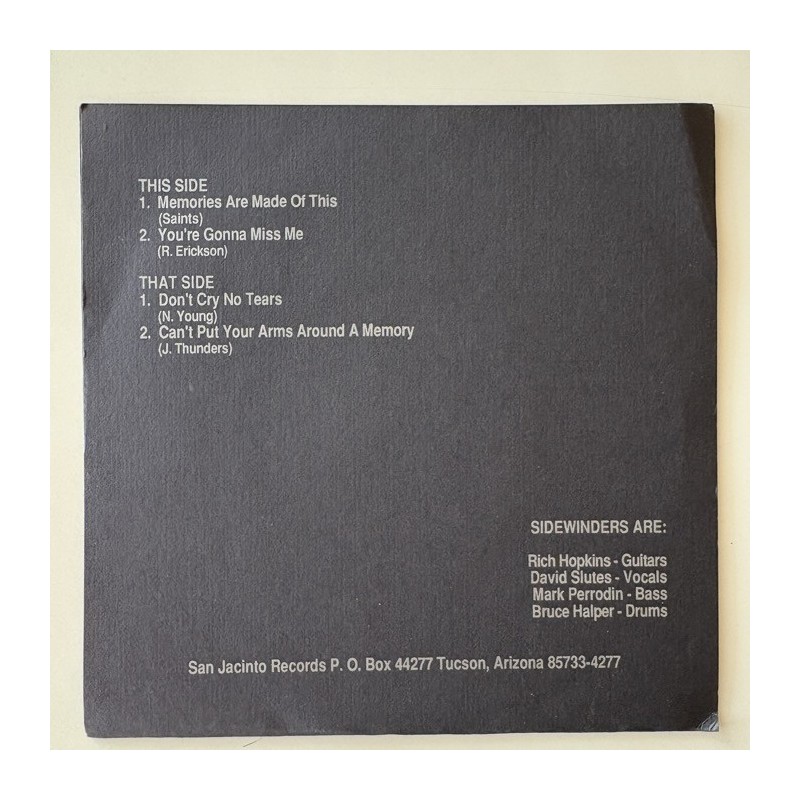 THIS SIDE
1. Memories Are Made Of This
(Saints)
2. You're Gonna Miss Me
(R. Erickson)
THAT SIDE
1. Don't Cry No Tears
(N. Young)
2. Can't Put Your Arms Around A Memory
(J. Thunders)
SIDEWINDERS ARE:
Rich Hopkins - Guitars
David Slutes - Vocals
Mark Perrodin - Bass
Bruce Halper - Drums
San Jacinto Records P. O. Box 44277 Tucson, Arizona 85733-4277